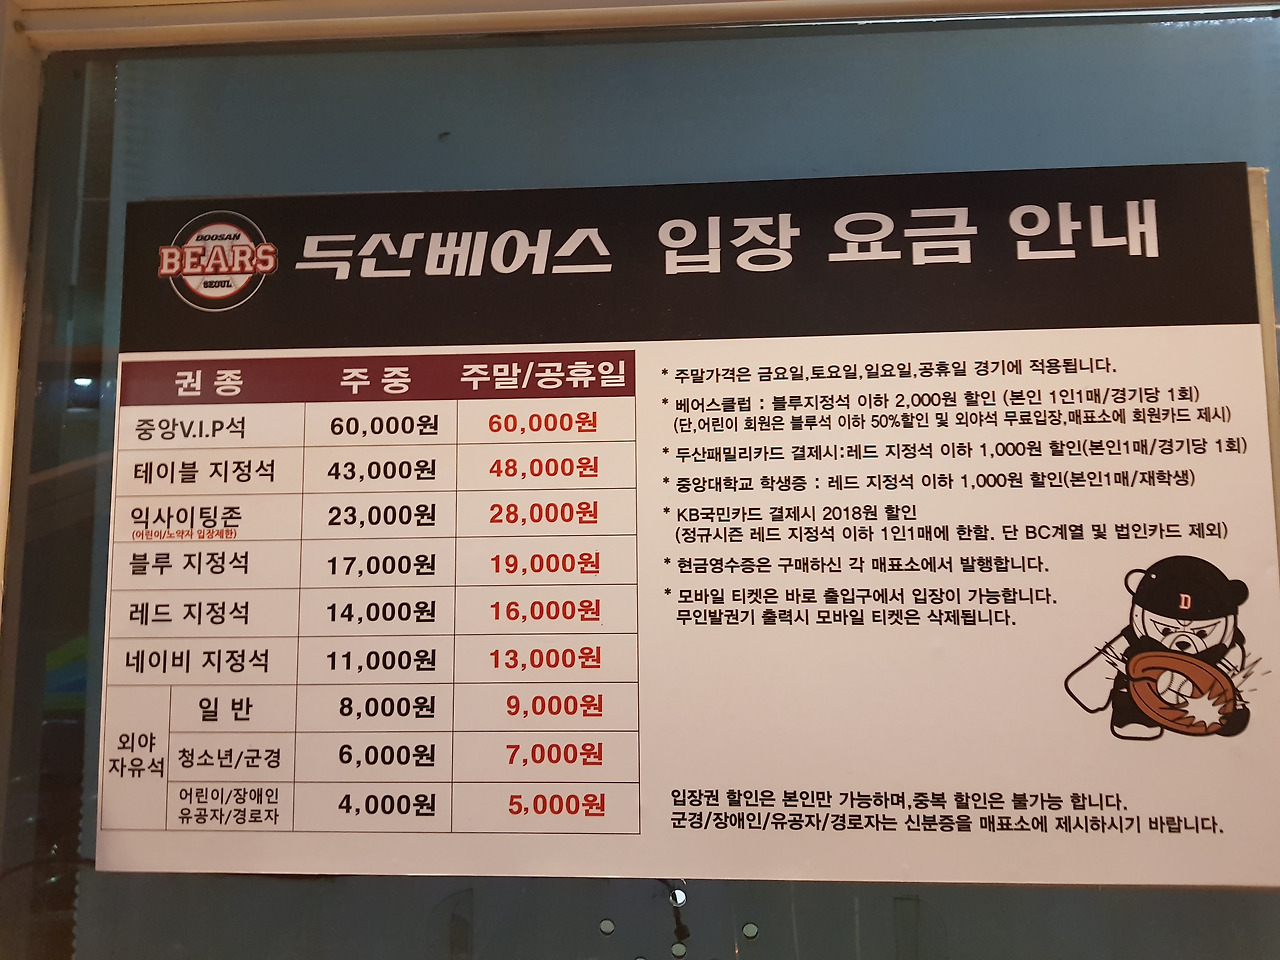 DOOSAN
BEARS
SEOUL
두산베어스 입장 요금 안내
권 종 주 중 주말/공휴일
중앙V.I.P석 60,000원 60,000원
테이블 지정석 43,000원 48,000원
익사이팅존 23,000원 28,000원
(어린이/노약자 입장제한)
블루 지정석 17,000원 19,000원
레드 지정석 14,000원 16,000원
네이비 지정석 11,000원 13,000원
외야
자유석
일 반 8,000원 9,000원
청소년/군경 6,000원 7,000원
어린이/장애인
유공자/경로자 4,000원 5,000원
* 주말가격은 금요일,토요일,일요일,공휴일 경기에 적용됩니다.
* 베어스클럽 : 블루지정석 이하 2,000원 할인 (본인 1인1매/경기당 1회)
(단,어린이 회원은 블루석 이하 50%할인 및 외야석 무료입장,매표소에 회원카드 제시)
* 두산패밀리카드 결제시:레드 지정석 이하 1,000원 할인(본인1매/경기당 1회)
* 중앙대학교 학생증 : 레드 지정석 이하 1,000원 할인(본인1매/재학생)
* KB국민카드 결제시 2018원 할인
(정규시즌 레드 지정석 이하 1인1매에 한함. 단 BC계열 및 법인카드 제외)
* 현금영수증은 구매하신 각 매표소에서 발행합니다.
* 모바일 티켓은 바로 출입구에서 입장이 가능합니다.
무인발권기 출력시 모바일 티켓은 삭제됩니다.
D
입장권 할인은 본인만 가능하며,중복 할인은 불가능 합니다.
군경/장애인/유공자/경로자는 신분증을 매표소에 제시하시기 바랍니다.